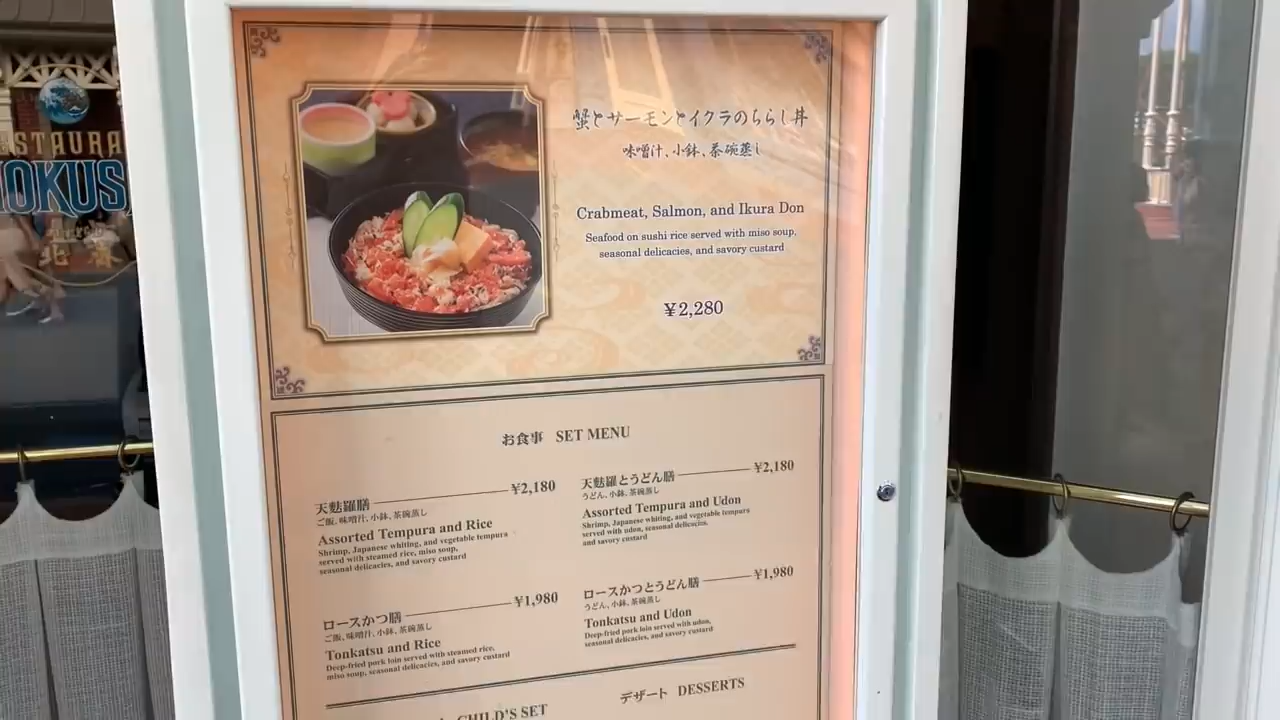 蟹とサーモンとイクラのちらし丼
味噌汁、小鉢、茶碗蒸し
Crabmeat, Salmon, and Ikura Don
Seafood on sushi rice served with miso soup,
seasonal delicacies, and savory custard
¥2,280
お食事 SET MENU
天麩羅膳 ¥2,180
ご飯、味噌汁、小鉢、茶碗蒸し
Assorted Tempura and Rice
Shrimp, Japanese whiting, and vegetable tempura
served with steamed rice, miso soup,
seasonal delicacies, and savory custard
天麩羅とうどん膳 ¥2,180
うどん、小鉢、茶碗蒸し
Assorted Tempura and Udon
Shrimp, Japanese whiting, and vegetable tempura
served with udon, seasonal delicacies,
and savory custard
ロースかつ膳 ¥1,980
ご飯、味噌汁、小鉢、茶碗蒸し
Tonkatsu and Rice
Deep-fried pork loin served with steamed rice,
miso soup, seasonal delicacies, and savory custard
ロースかつとうどん膳 ¥1,980
うどん、小鉢、茶碗蒸し
Tonkatsu and Udon
Deep-fried pork loin served with udon,
seasonal delicacies, and savory custard
CHILD'S SET
デザート DESSERTS
ESTAURA
HOKUS
北斎